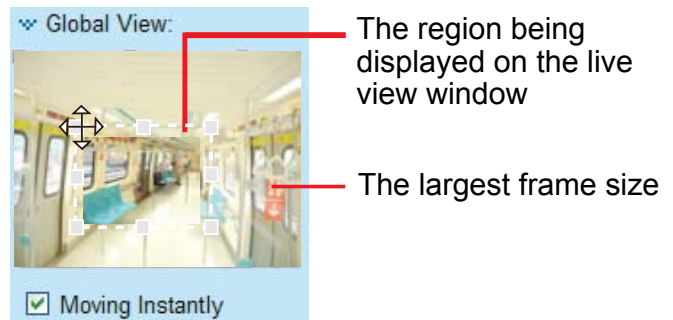 Global View:
The region being
displayed on the live
view window
The largest frame size
Moving Instantly